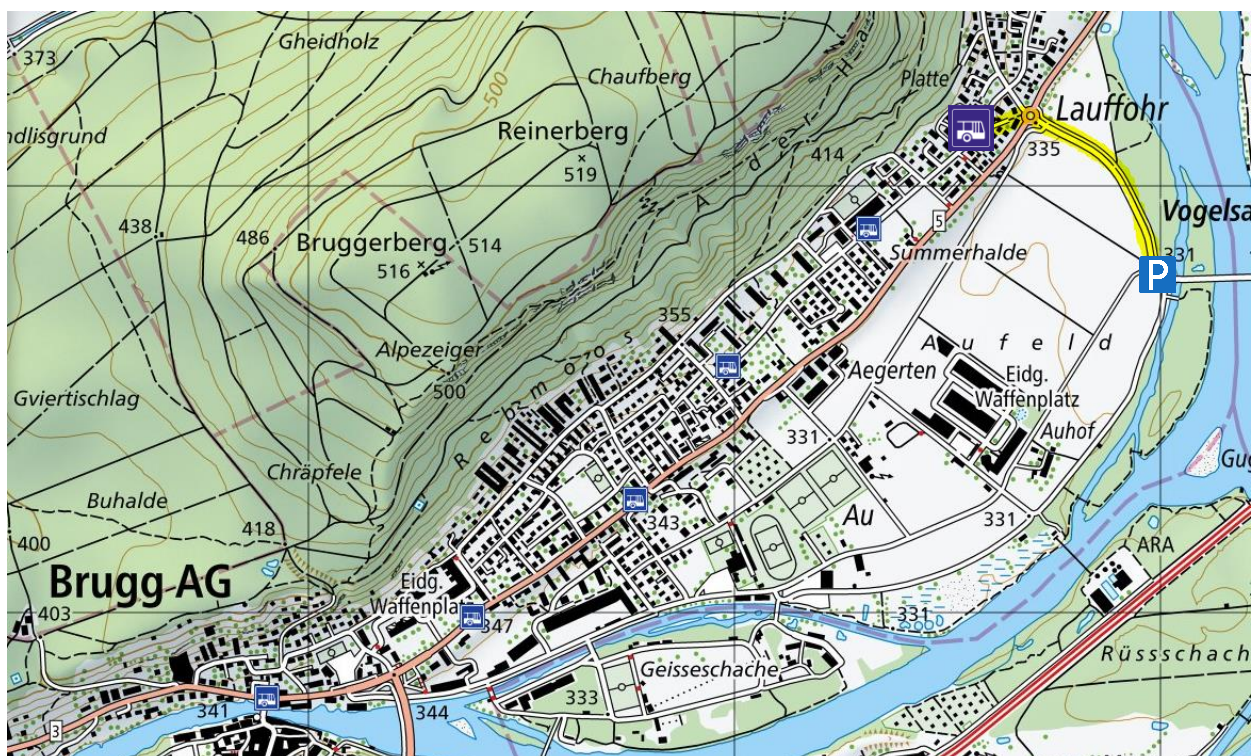 Gheidholz
373
500
Chaufberg
Platte
Lauffohr
Reinerberg
ndlisgrund
519
414
335
A d e r H a
438
486
Bruggerberg
514
516
5
Vogelsa
331
Summerhalde
355
Alpezeiger
500
Aufeld
Aegerten
Eidg.
Waffenplatz
Gviertischlag
Rebmoos
331
Auhof
Chräpfele
Buhalde
343
Au
331
Gug
418
400
ARA
Brugg AG
Eidg.
Waffenplatz
403
347
331
Geisseschache
Rüssschach
333
341
344
3
P